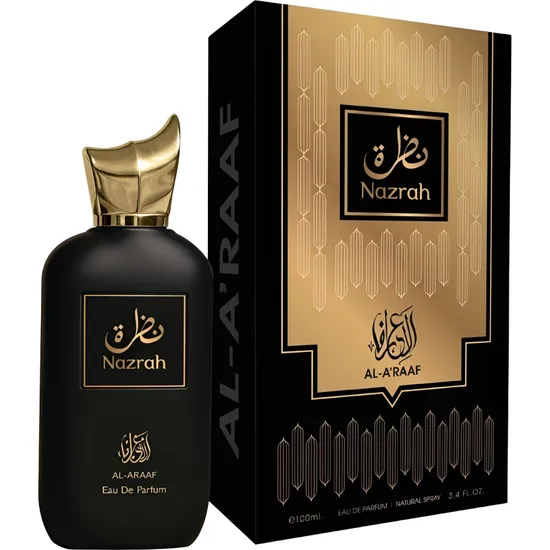 نظرة
Nazrah
الأعراف
AL-ARAAF
Eau De Parfum
AL-A'RAAF
نظرة
Nazrah
الأعراف
AL-A'RAAF
℮100ml. EAU DE PARFUM | NATURAL SPRAY 3.4 FL.OZ.